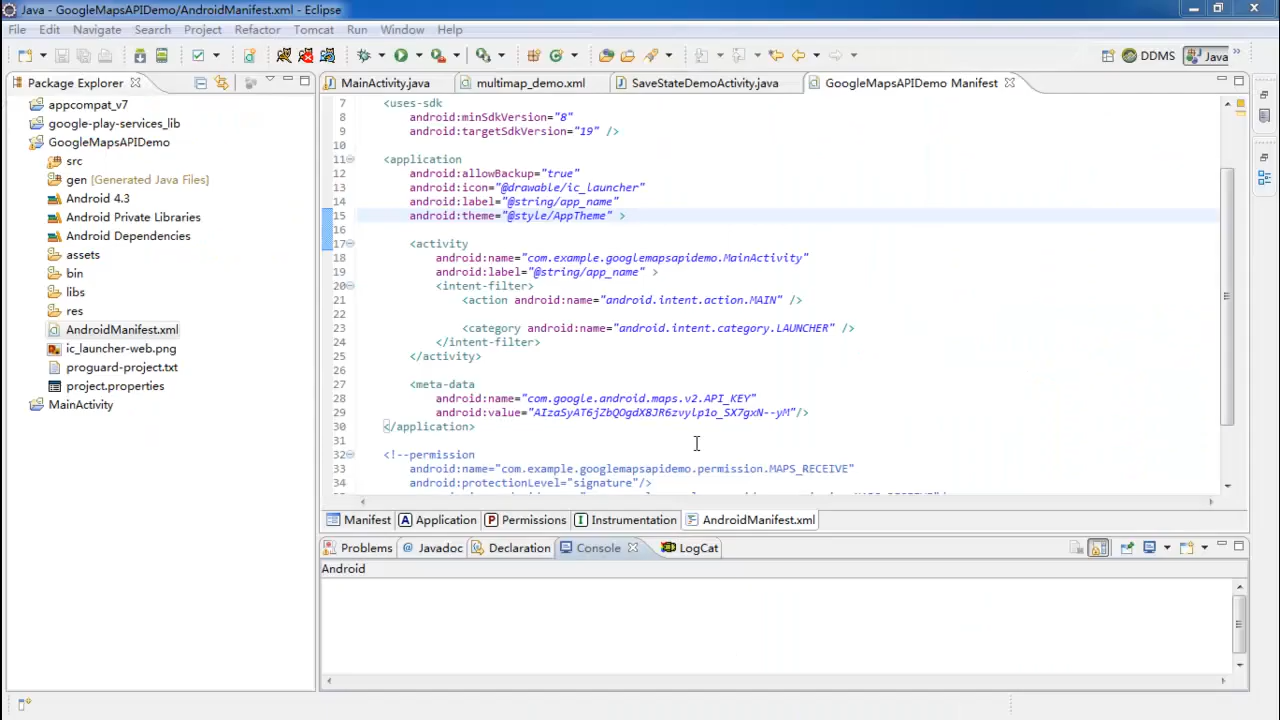 Java - GoogleMapsAPIDemo/AndroidManifest.xml - Eclipse
File Edit Navigate Search Project Refactor Tomcat Run Window Help
DDMS Java
Package Explorer
appcompat_v7
google-play-services_lib
GoogleMapsAPIDemo
src
gen [Generated Java Files]
Android 4.3
Android Private Libraries
Android Dependencies
assets
bin
libs
res
AndroidManifest.xml
ic_launcher-web.png
proguard-project.txt
project.properties
MainActivity
MainActivity.java multimap_demo.xml SaveStateDemoActivity.java GoogleMapsAPIDemo Manifest
7 <uses-sdk
8 android:minSdkVersion="8"
9 android:targetSdkVersion="19" />
10
11 <application
12 android:allowBackup="true"
13 android:icon="@drawable/ic_launcher"
14 android:label="@string/app_name"
15 android:theme="@style/AppTheme" >
16
17 <activity
18 android:name="com.example.googlemapsapidemo.MainActivity"
19 android:label="@string/app_name" >
20 <intent-filter>
21 <action android:name="android.intent.action.MAIN" />
22
23 <category android:name="android.intent.category.LAUNCHER" />
24 </intent-filter>
25 </activity>
26
27 <meta-data
28 android:name="com.google.android.maps.v2.API_KEY"
29 android:value="AIzaSyAT6jZbQOgdX8JR6zvylp1o_SX7gxN--yM"/>
30 </application>
31
32 <!--permission
33 android:name="com.example.googlemapsapidemo.permission.MAPS_RECEIVE"
34 android:protectionLevel="signature"/>
Manifest Application Permissions Instrumentation AndroidManifest.xml
Problems Javadoc Declaration Console LogCat
Android